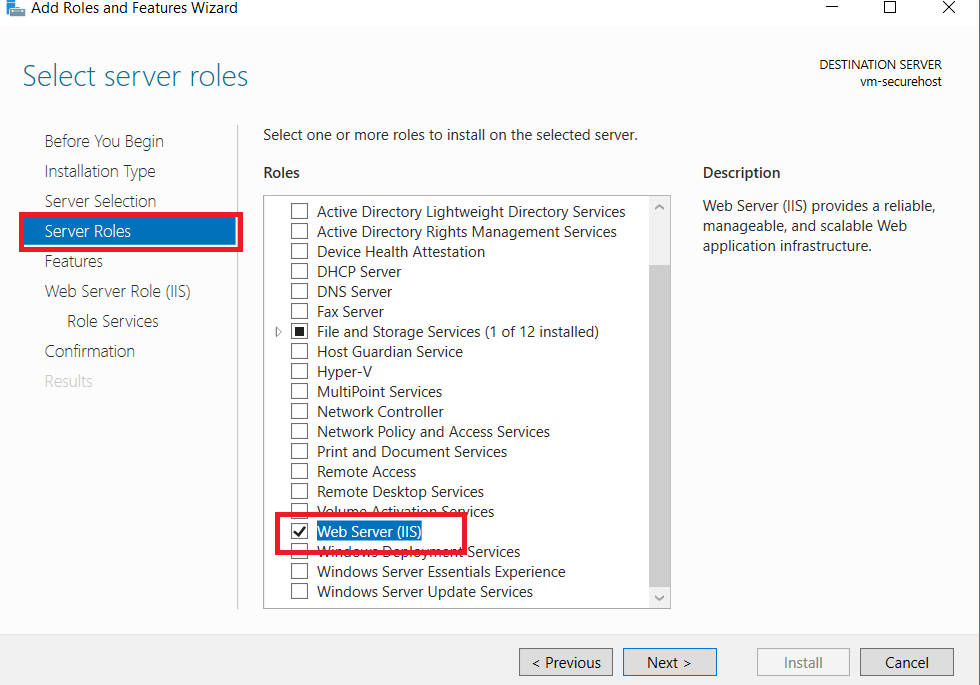 Add Roles and Features Wizard
Select server roles
DESTINATION SERVER
vm-securehost
Before You Begin
Installation Type
Server Selection
Server Roles
Features
Web Server Role (IIS)
Role Services
Confirmation
Results
Select one or more roles to install on the selected server.
Roles
Active Directory Lightweight Directory Services
Active Directory Rights Management Services
Device Health Attestation
DHCP Server
DNS Server
Fax Server
File and Storage Services (1 of 12 installed)
Host Guardian Service
Hyper-V
MultiPoint Services
Network Controller
Network Policy and Access Services
Print and Document Services
Remote Access
Remote Desktop Services
Volume Activation Services
Web Server (IIS)
Windows Deployment Services
Windows Server Essentials Experience
Windows Server Update Services
Description
Web Server (IIS) provides a reliable,
manageable, and scalable Web
application infrastructure.
< Previous
Next >
Install
Cancel